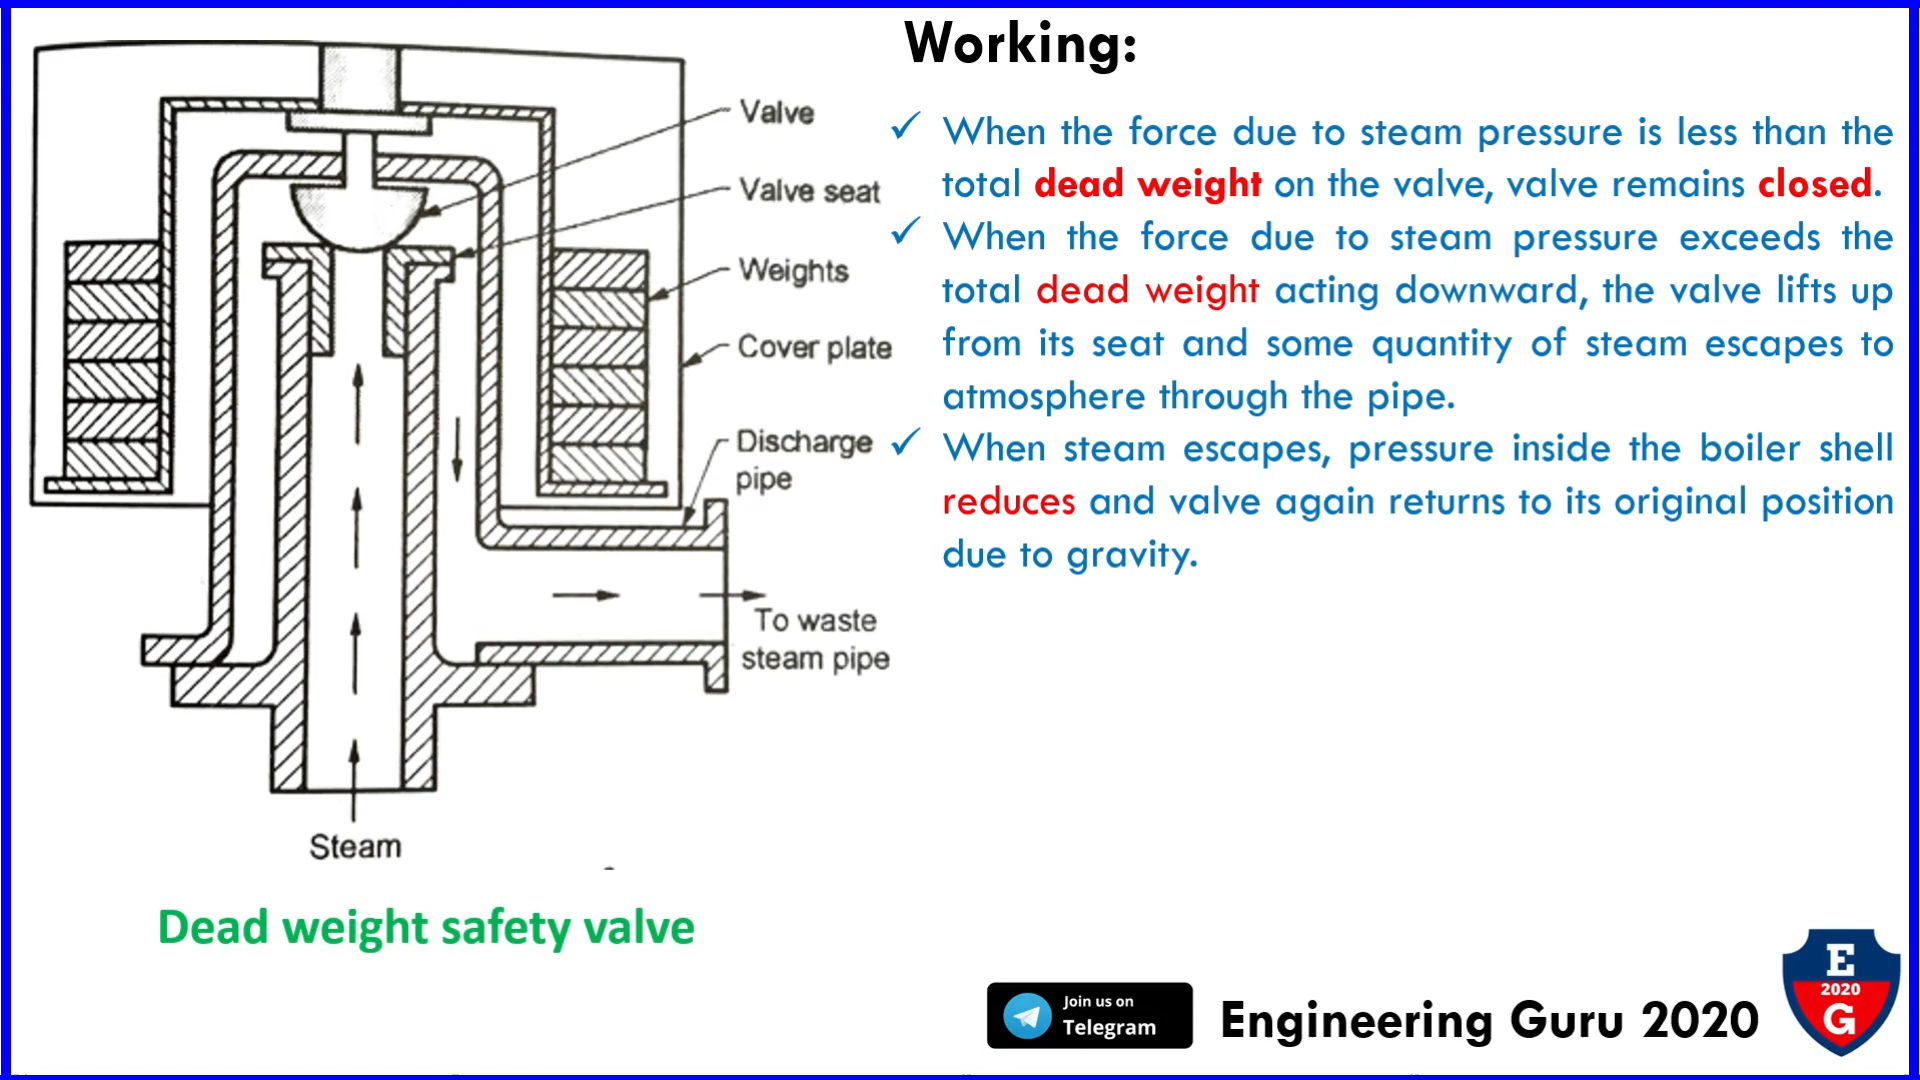 Working:
Valve
Valve seat
Weights
Cover plate
Discharge
pipe
To waste
steam pipe
Steam
Dead weight safety valve
When the force due to steam pressure is less than the
total dead weight on the valve, valve remains closed.
When the force due to steam pressure exceeds the
total dead weight acting downward, the valve lifts up
from its seat and some quantity of steam escapes to
atmosphere through the pipe.
When steam escapes, pressure inside the boiler shell
reduces and valve again returns to its original position
due to gravity.
Join us on
Telegram
Engineering Guru 2020
E
2020
G